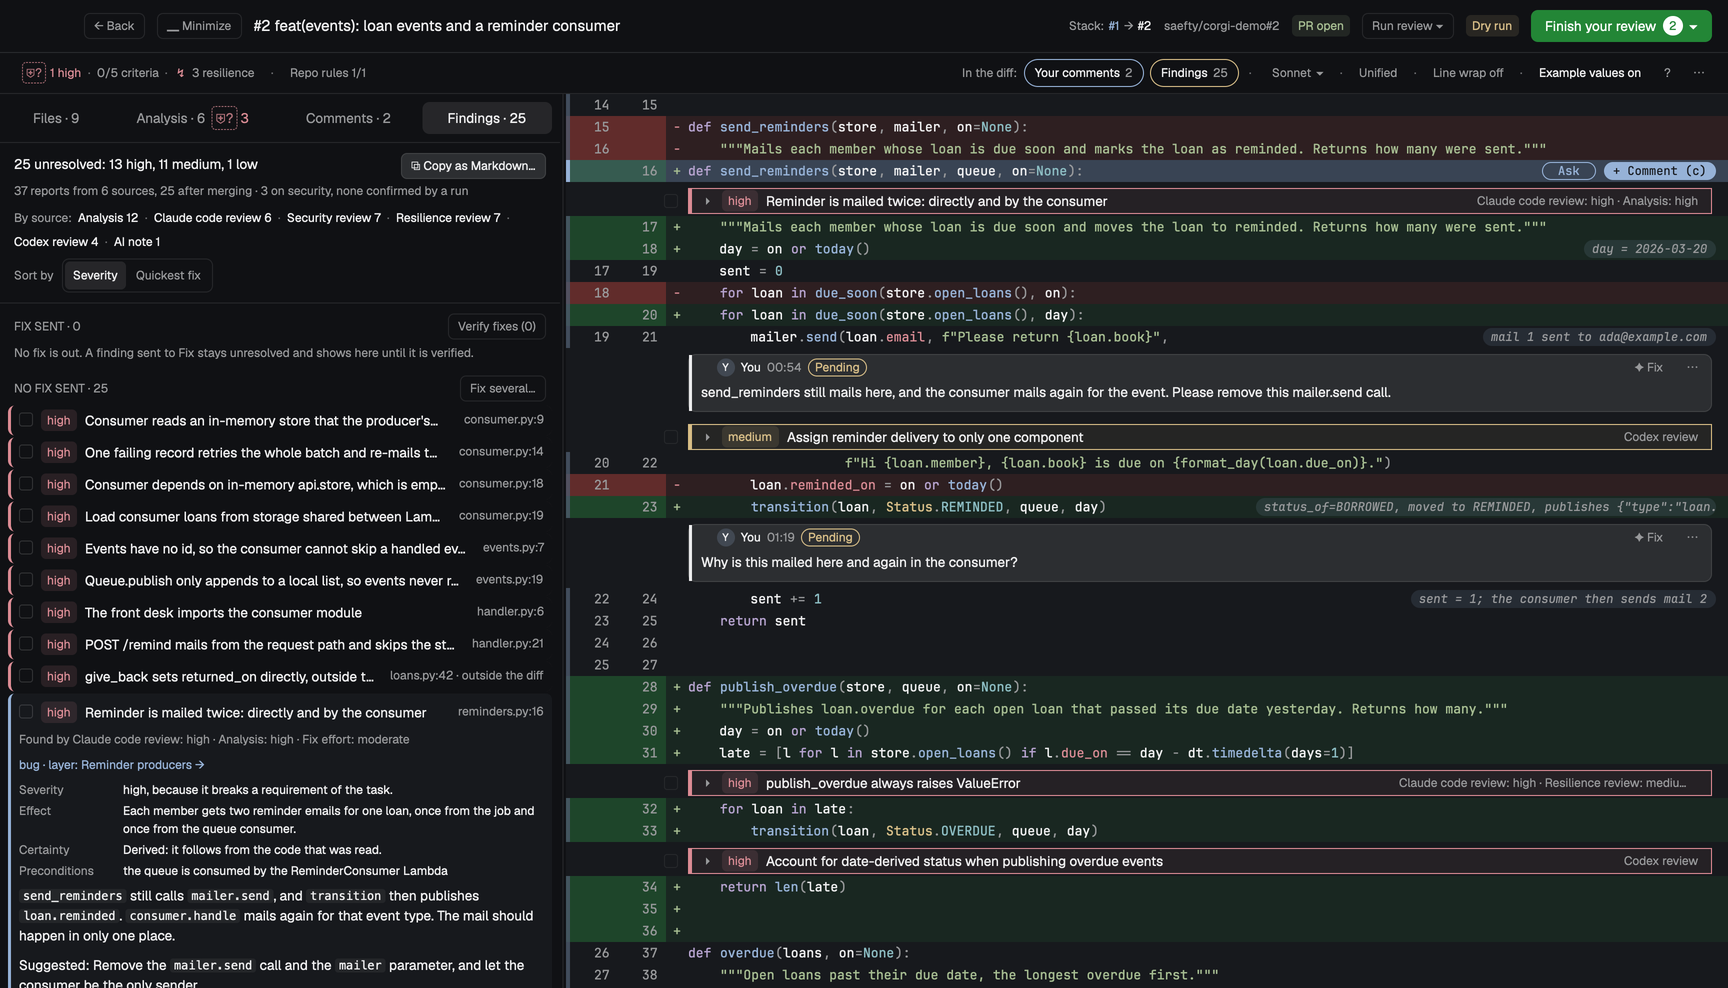 ← Back
__ Minimize
#2 feat(events): loan events and a reminder consumer
Stack: #1 → #2
saefty/corgi-demo#2
PR open
Run review
Dry run
Finish your review 2
1 high · 0/5 criteria · 3 resilience · Repo rules 1/1
In the diff: Your comments 2 Findings 25 · Sonnet · Unified · Line wrap off · Example values on ? ···
Files · 9
Analysis · 6 ? 3
Comments · 2
Findings · 25
25 unresolved: 13 high, 11 medium, 1 low
Copy as Markdown...
37 reports from 6 sources, 25 after merging · 3 on security, none confirmed by a run
By source: Analysis 12 · Claude code review 6 · Security review 7 · Resilience review 7 ·
Codex review 4 · AI note 1
Sort by Severity Quickest fix
FIX SENT · 0
Verify fixes (0)
No fix is out. A finding sent to Fix stays unresolved and shows here until it is verified.
NO FIX SENT · 25
Fix several...
high Consumer reads an in-memory store that the producer's... consumer.py:9
high One failing record retries the whole batch and re-mails t... consumer.py:14
high Consumer depends on in-memory api.store, which is emp... consumer.py:18
high Load consumer loans from storage shared between Lam... consumer.py:19
high Events have no id, so the consumer cannot skip a handled ev... events.py:7
high Queue.publish only appends to a local list, so events never r... events.py:19
high The front desk imports the consumer module handler.py:6
high POST /remind mails from the request path and skips the st... handler.py:21
high give_back sets returned_on directly, outside t... loans.py:42 · outside the diff
high Reminder is mailed twice: directly and by the consumer reminders.py:16
Found by Claude code review: high · Analysis: high · Fix effort: moderate
bug · layer: Reminder producers →
Severity high, because it breaks a requirement of the task.
Effect Each member gets two reminder emails for one loan, once from the job and
once from the queue consumer.
Certainty Derived: it follows from the code that was read.
Preconditions the queue is consumed by the ReminderConsumer Lambda
send_reminders still calls mailer.send, and transition then publishes
loan.reminded. consumer.handle mails again for that event type. The mail should
happen in only one place.
Suggested: Remove the mailer.send call and the mailer parameter, and let the
consumer be the only sender
14 15
15 - def send_reminders(store, mailer, on=None):
16 - """Mails each member whose loan is due soon and marks the loan as reminded. Returns how many were sent."""
16 + def send_reminders(store, mailer, queue, on=None):
Ask
+ Comment (c)
high Reminder is mailed twice: directly and by the consumer Claude code review: high · Analysis: high
17 + """Mails each member whose loan is due soon and moves the loan to reminded. Returns how many were sent."""
18 + day = on or today() day = 2026-03-20
17 19 sent = 0
18 - for loan in due_soon(store.open_loans(), on):
20 + for loan in due_soon(store.open_loans(), day):
19 21 mailer.send(loan.email, f"Please return {loan.book}", mail 1 sent to ada@example.com
Y You 00:54 Pending Fix ···
send_reminders still mails here, and the consumer mails again for the event. Please remove this mailer.send call.
medium Assign reminder delivery to only one component Codex review
20 22 f"Hi {loan.member}, {loan.book} is due on {format_day(loan.due_on)}.")
21 - loan.reminded_on = on or today()
23 + transition(loan, Status.REMINDED, queue, day) status_of=BORROWED, moved to REMINDED, publishes {"type":"loan.
Y You 01:19 Pending Fix ···
Why is this mailed here and again in the consumer?
22 24 sent += 1 sent = 1; the consumer then sends mail 2
23 25 return sent
24 26
25 27
28 + def publish_overdue(store, queue, on=None):
29 + """Publishes loan.overdue for each open loan that passed its due date yesterday. Returns how many."""
30 + day = on or today()
31 + late = [l for l in store.open_loans() if l.due_on == day - dt.timedelta(days=1)]
high publish_overdue always raises ValueError Claude code review: high · Resilience review: mediu...
32 + for loan in late:
33 + transition(loan, Status.OVERDUE, queue, day)
high Account for date-derived status when publishing overdue events Codex review
34 + return len(late)
35 +
36 +
26 37 def overdue(loans, on=None):
27 38 """Open loans past their due date, the longest overdue first."""